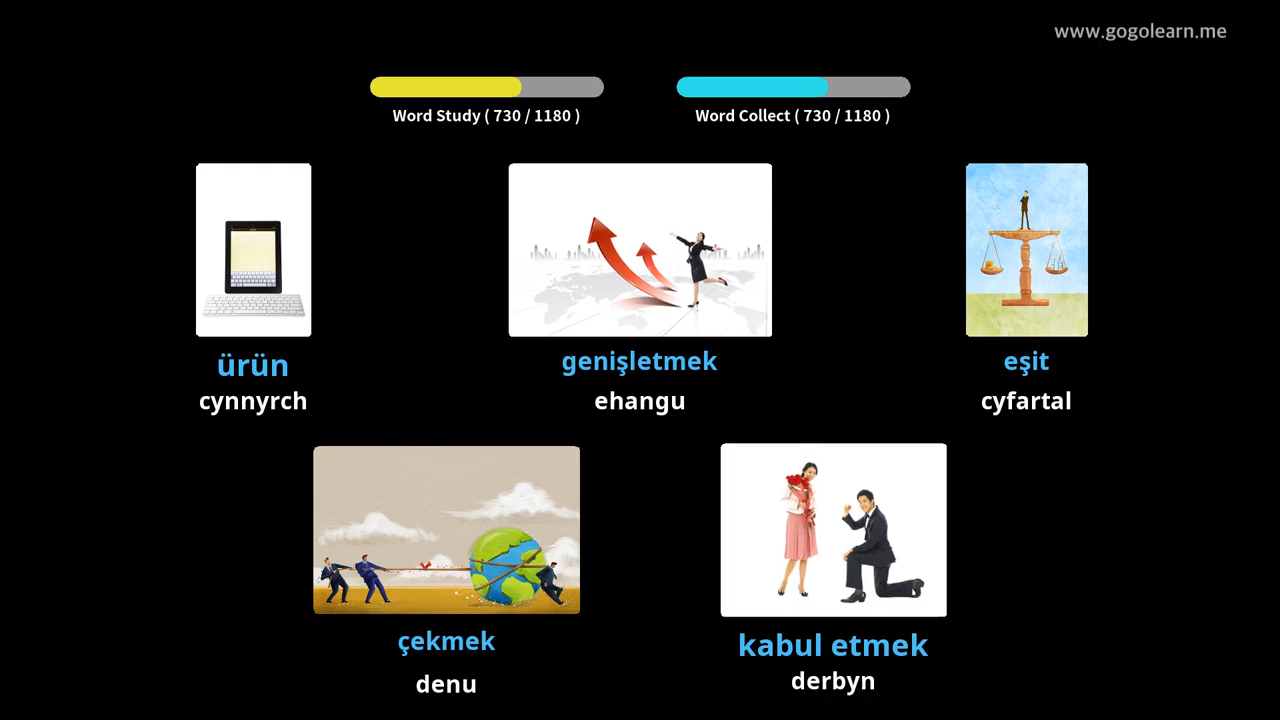 www.gogolearn.me
Word Study ( 730 / 1180 )
Word Collect ( 730 / 1180 )
ürün
cynnyrch
genişletmek
ehangu
eşit
cyfartal
çekmek
denu
kabul etmek
derbyn